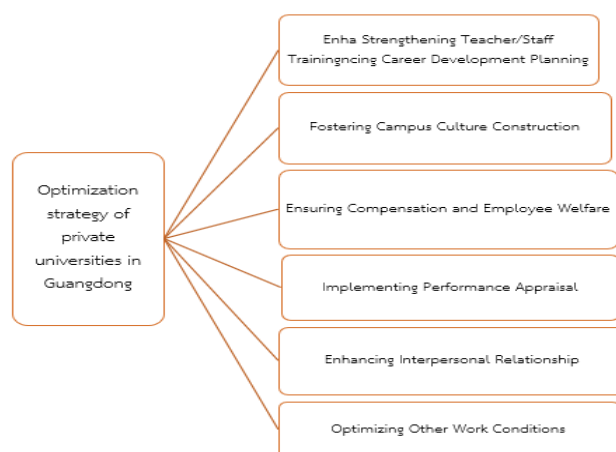 Enha Strengthening Teacher/Staff
Trainingncing Career Development Planning
Fostering Campus Culture Construction
Optimization
strategy of
private
universities in
Guangdong
Ensuring Compensation and Employee Welfare
Implementing Performance Appraisal
Enhancing Interpersonal Relationship
Optimizing Other Work Conditions